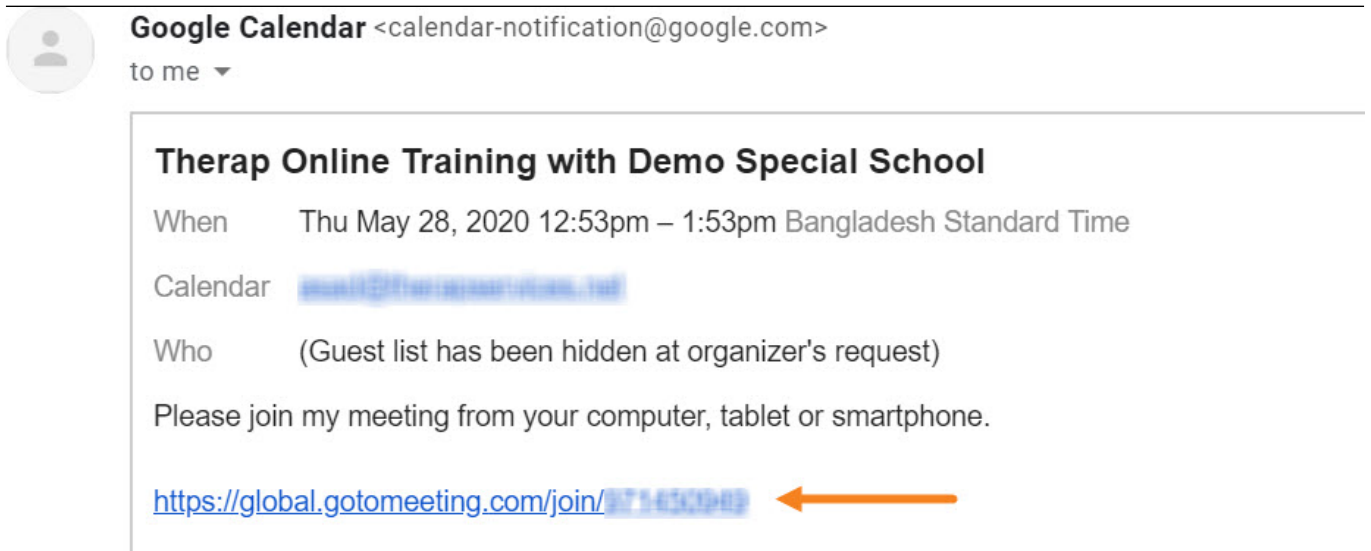 Google Calendar <calendar-notification@google.com>
to me
Therap Online Training with Demo Special School
When Thu May 28, 2020 12:53pm – 1:53pm Bangladesh Standard Time
Calendar
Who (Guest list has been hidden at organizer's request)
Please join my meeting from your computer, tablet or smartphone.
https://global.gotomeeting.com/join/